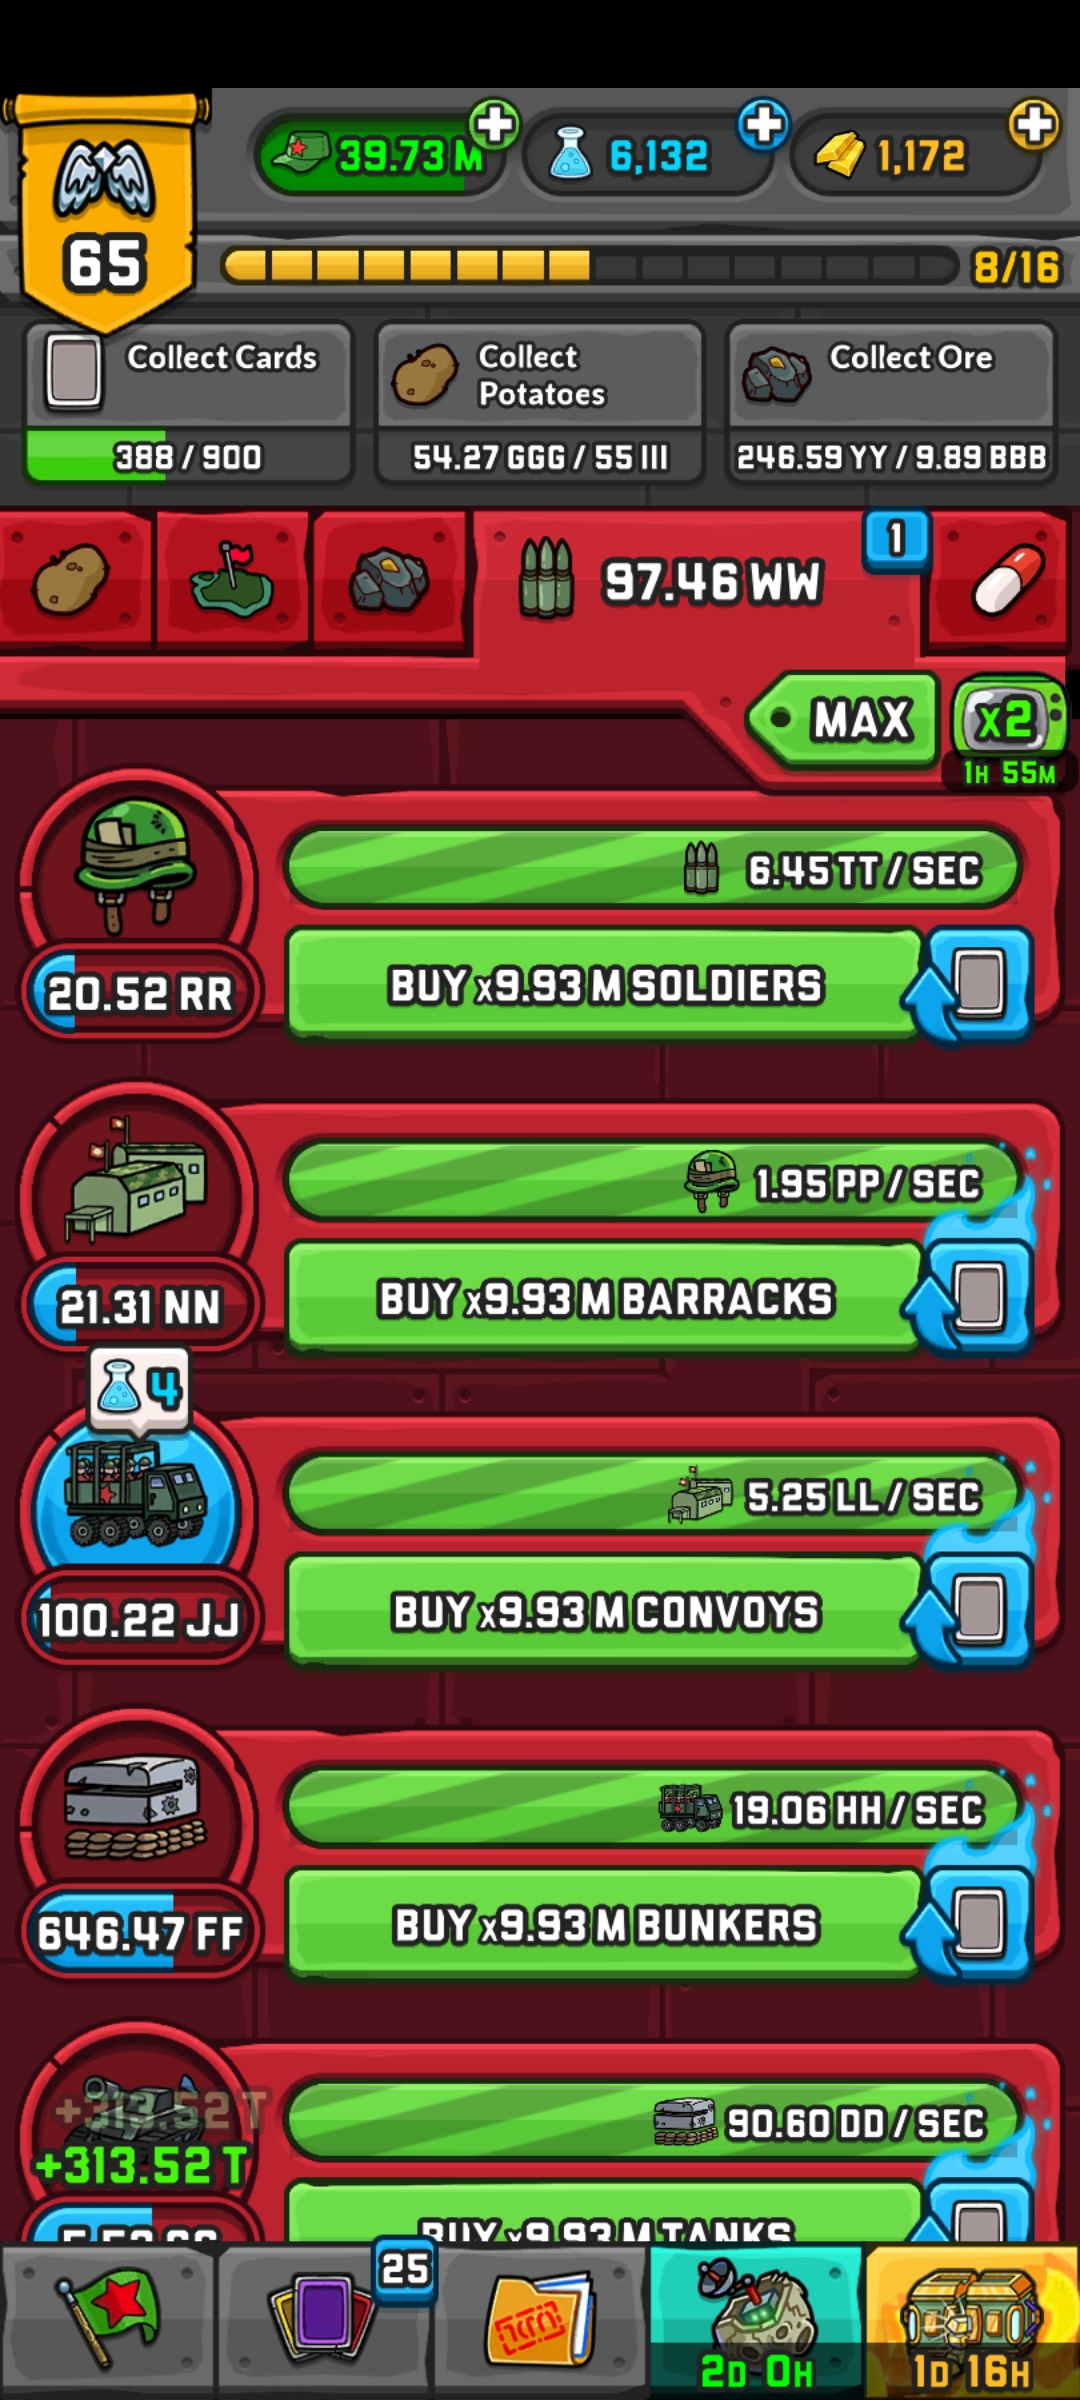 39.73 M
6,132
1,172
65
8/16
Collect Cards
388 / 900
Collect
Potatoes
54.27 GGG / 55 III
Collect Ore
246.59 YY / 9.89 BBB
97.46 WW
1
MAX
x2
1H 55M
6.45 TT / SEC
20.52 RR
BUY x9.93 M SOLDIERS
1.95 PP / SEC
21.31 NN
BUY x9.93 M BARRACKS
4
5.25 LL / SEC
100.22 JJ
BUY x9.93 M CONVOYS
19.06 HH / SEC
646.47 FF
BUY x9.93 M BUNKERS
+313.52 T
90.60 DD / SEC
+313.52 T
BUY x9.93 M TANKS
25
2D 0H
1D 16H